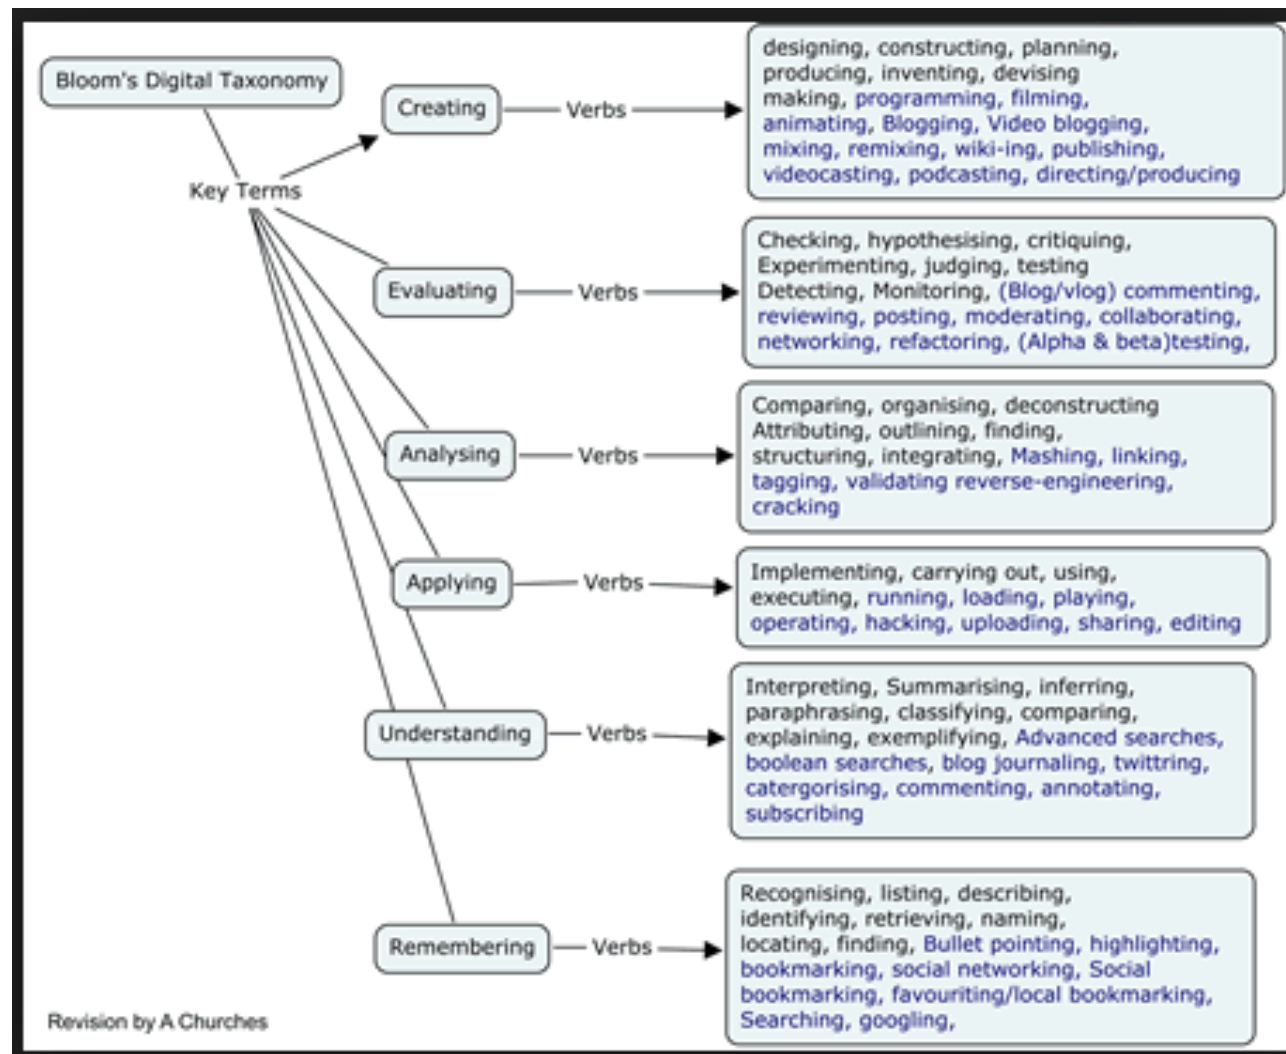 Bloom's Digital Taxonomy
Key Terms
Creating
Verbs
designing, constructing, planning,
producing, inventing, devising
making, programming, filming,
animating, Blogging, Video blogging,
mixing, remixing, wiki-ing, publishing,
videocasting, podcasting, directing/producing
Evaluating
Verbs
Checking, hypothesising, critiquing,
Experimenting, judging, testing
Detecting, Monitoring, (Blog/vlog) commenting,
reviewing, posting, moderating, collaborating,
networking, refactoring, (Alpha & beta)testing,
Analysing
Verbs
Comparing, organising, deconstructing
Attributing, outlining, finding,
structuring, integrating, Mashing, linking,
tagging, validating reverse-engineering,
cracking
Applying
Verbs
Implementing, carrying out, using,
executing, running, loading, playing,
operating, hacking, uploading, sharing, editing
Understanding
Verbs
Interpreting, Summarising, inferring,
paraphrasing, classifying, comparing,
explaining, exemplifying, Advanced searches,
boolean searches, blog journaling, twittring,
catergorising, commenting, annotating,
subscribing
Remembering
Verbs
Recognising, listing, describing,
identifying, retrieving, naming,
locating, finding, Bullet pointing, highlighting,
bookmarking, social networking, Social
bookmarking, favouriting/local bookmarking,
Searching, googling,
Revision by A Churches